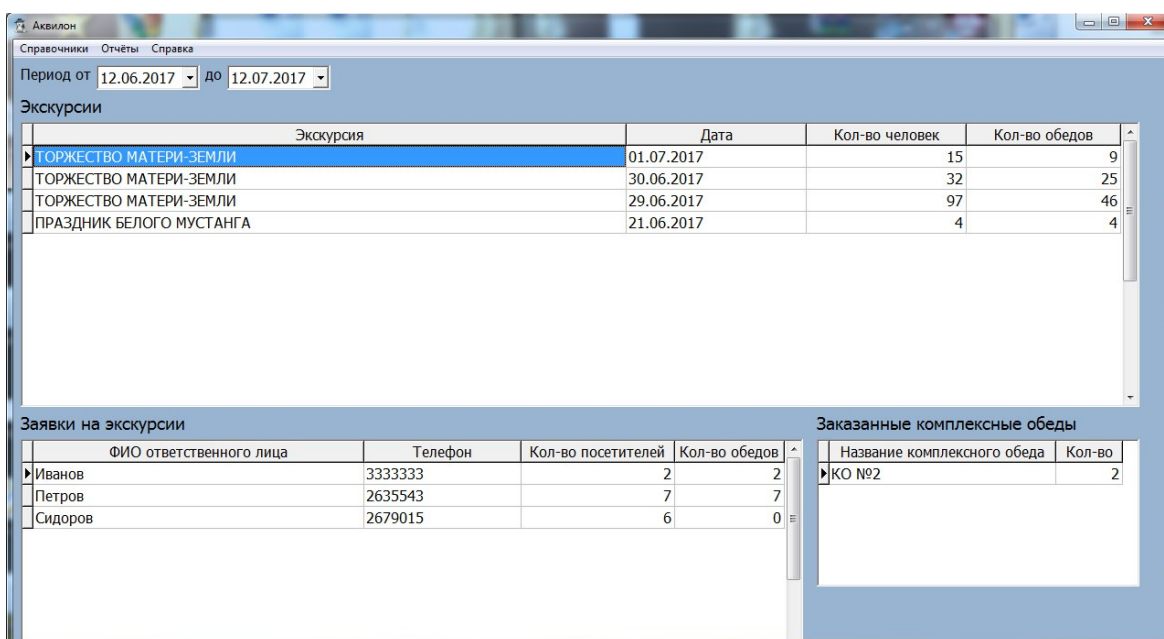 Аквилон
Справочники Отчёты Справка
Период от 12.06.2017 до 12.07.2017
Экскурсии
Экскурсия Дата Кол-во человек Кол-во обедов
ТОРЖЕСТВО МАТЕРИ-ЗЕМЛИ 01.07.2017 15 9
ТОРЖЕСТВО МАТЕРИ-ЗЕМЛИ 30.06.2017 32 25
ТОРЖЕСТВО МАТЕРИ-ЗЕМЛИ 29.06.2017 97 46
ПРАЗДНИК БЕЛОГО МУСТАНГА 21.06.2017 4 4
Заявки на экскурсии
ФИО ответственного лица Телефон Кол-во посетителей Кол-во обедов
Иванов 3333333 2 2
Петров 2635543 7 7
Сидоров 2679015 6 0
Заказанные комплексные обеды
Название комплексного обеда Кол-во
КО №2 2